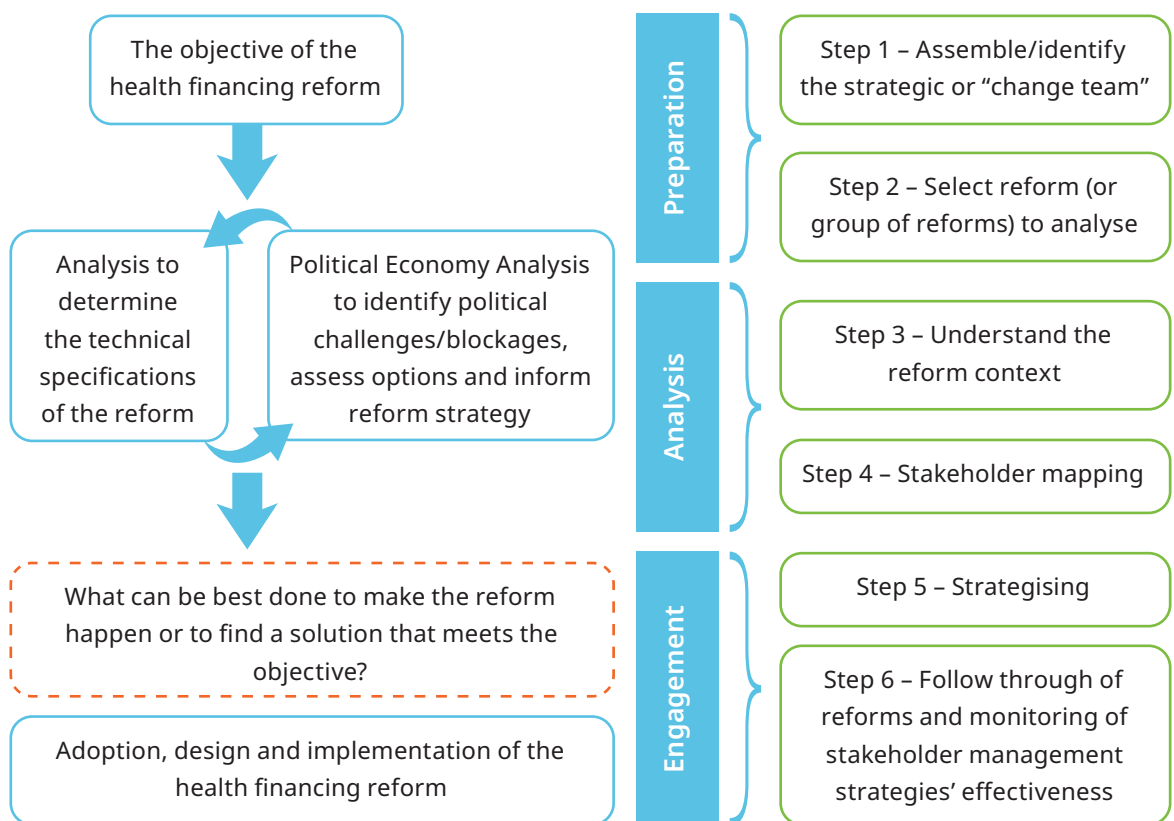 The objective of the
health financing reform
Analysis to
determine
the technical
specifications
of the reform
Political Economy Analysis
to identify political
challenges/blockages,
assess options and inform
reform strategy
What can be best done to make the reform
happen or to find a solution that meets the
objective?
Adoption, design and implementation of the
health financing reform
Preparation
Step 1 – Assemble/identify
the strategic or “change team”
Step 2 – Select reform (or
group of reforms) to analyse
Analysis
Step 3 – Understand the
reform context
Step 4 – Stakeholder mapping
Engagement
Step 5 – Strategising
Step 6 – Follow through of
reforms and monitoring of
stakeholder management
strategies’ effectiveness